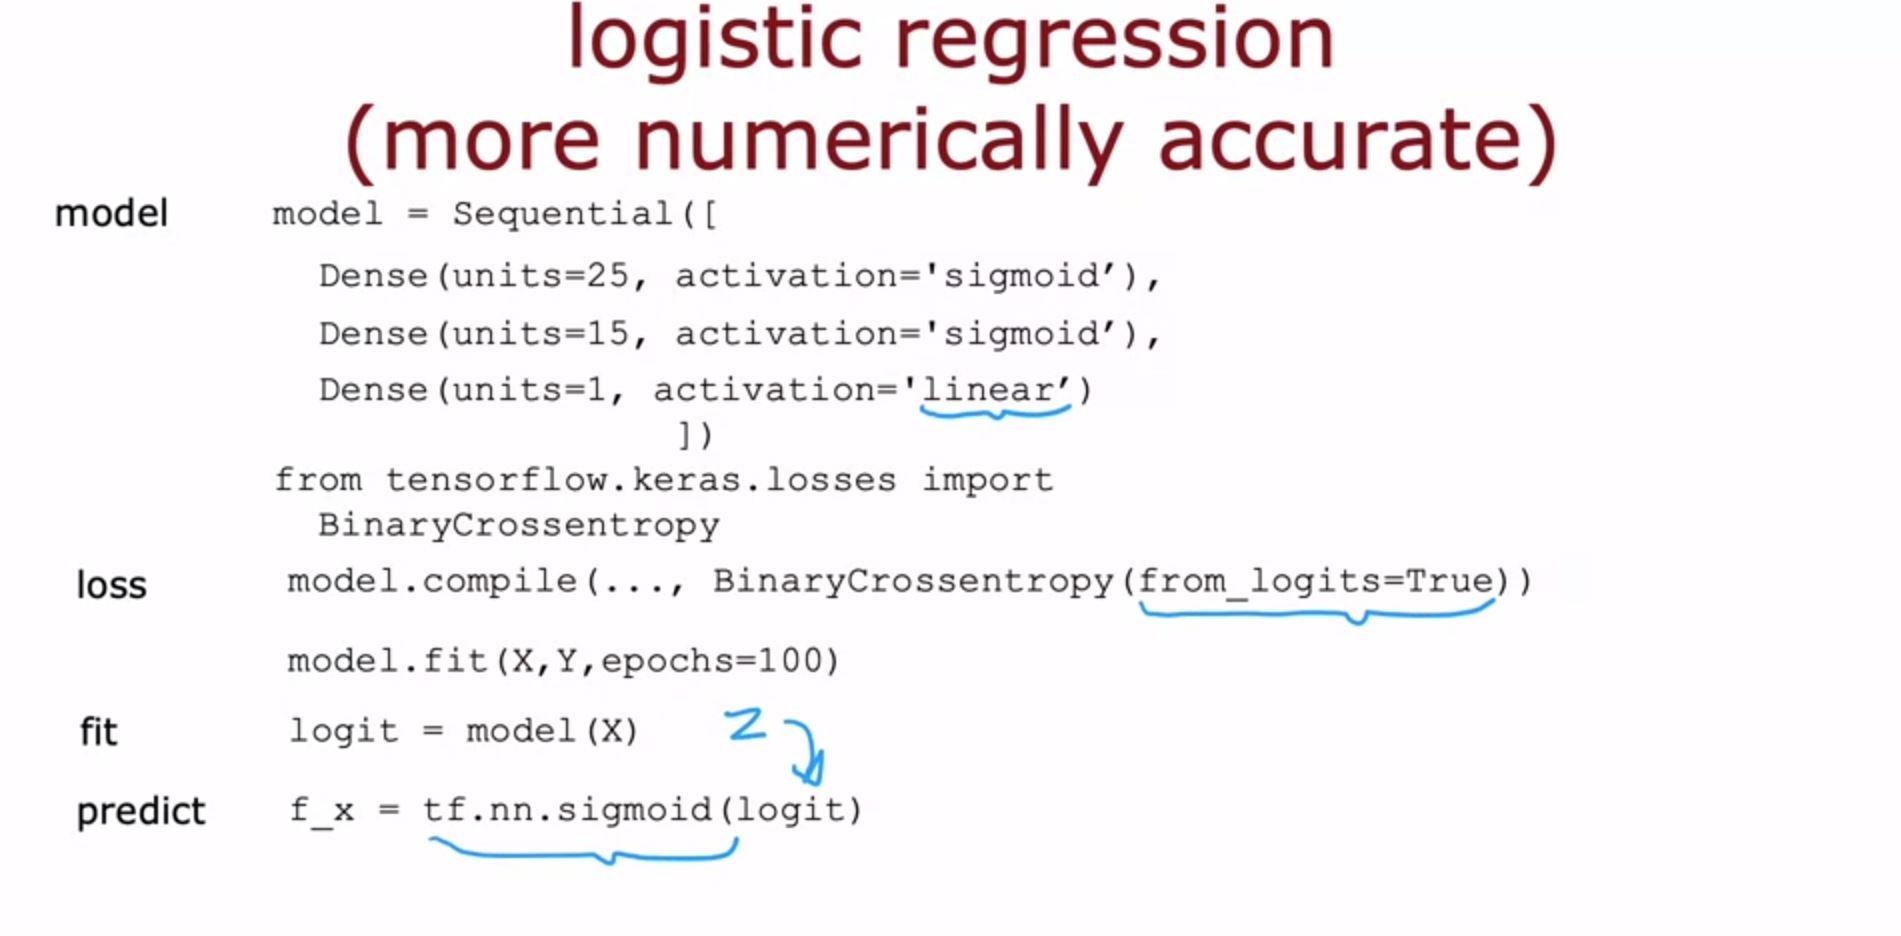 logistic regression
(more numerically accurate)
model model = Sequential([
Dense(units=25, activation='sigmoid’),
Dense(units=15, activation='sigmoid’),
Dense(units=1, activation='linear’)
])
from tensorflow.keras.losses import
BinaryCrossentropy
loss model.compile(..., BinaryCrossentropy(from_logits=True))
model.fit(X,Y,epochs=100)
fit logit = model(X) z
predict f_x = tf.nn.sigmoid(logit)